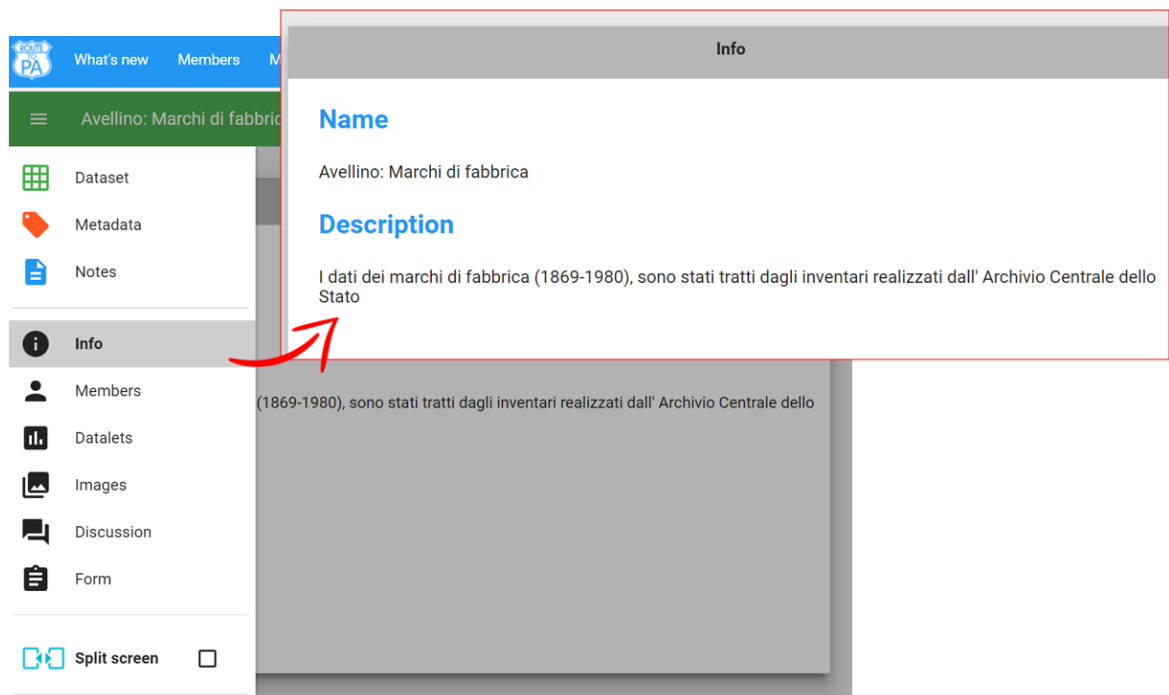 ROUTE
TO
PA
What's new Members M
Avellino: Marchi di fabbric
Dataset
Metadata
Notes
Info
Members
Datalets
Images
Discussion
Form
Split screen
Info
Name
Avellino: Marchi di fabbrica
Description
I dati dei marchi di fabbrica (1869-1980), sono stati tratti dagli inventari realizzati dall' Archivio Centrale dello
Stato
(1869-1980), sono stati tratti dagli inventari realizzati dall' Archivio Centrale dello